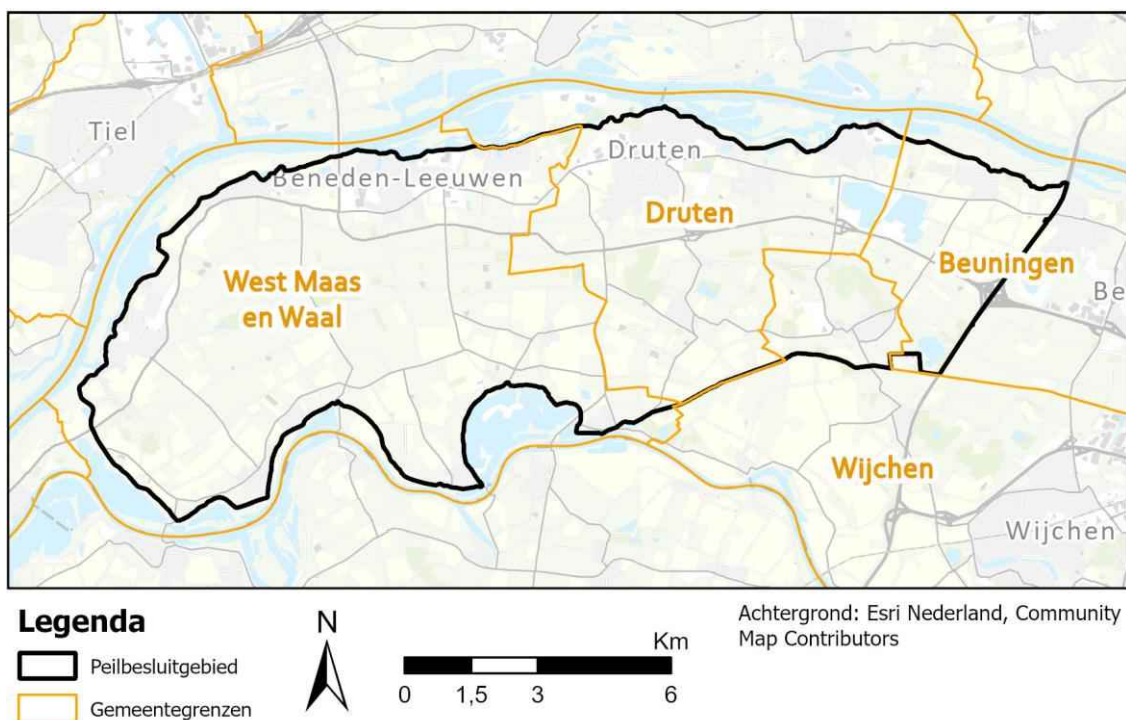 Tiel
Beneden-Leeuwen
Druten
Druten
West Maas
en Waal
Beuningen
Be
Wijchen
Wijchen
Legenda
Peilbesluitgebied
Gemeentegrenzen
N
Km
0 1,5 3 6
Achtergrond: Esri Nederland, Community
Map Contributors